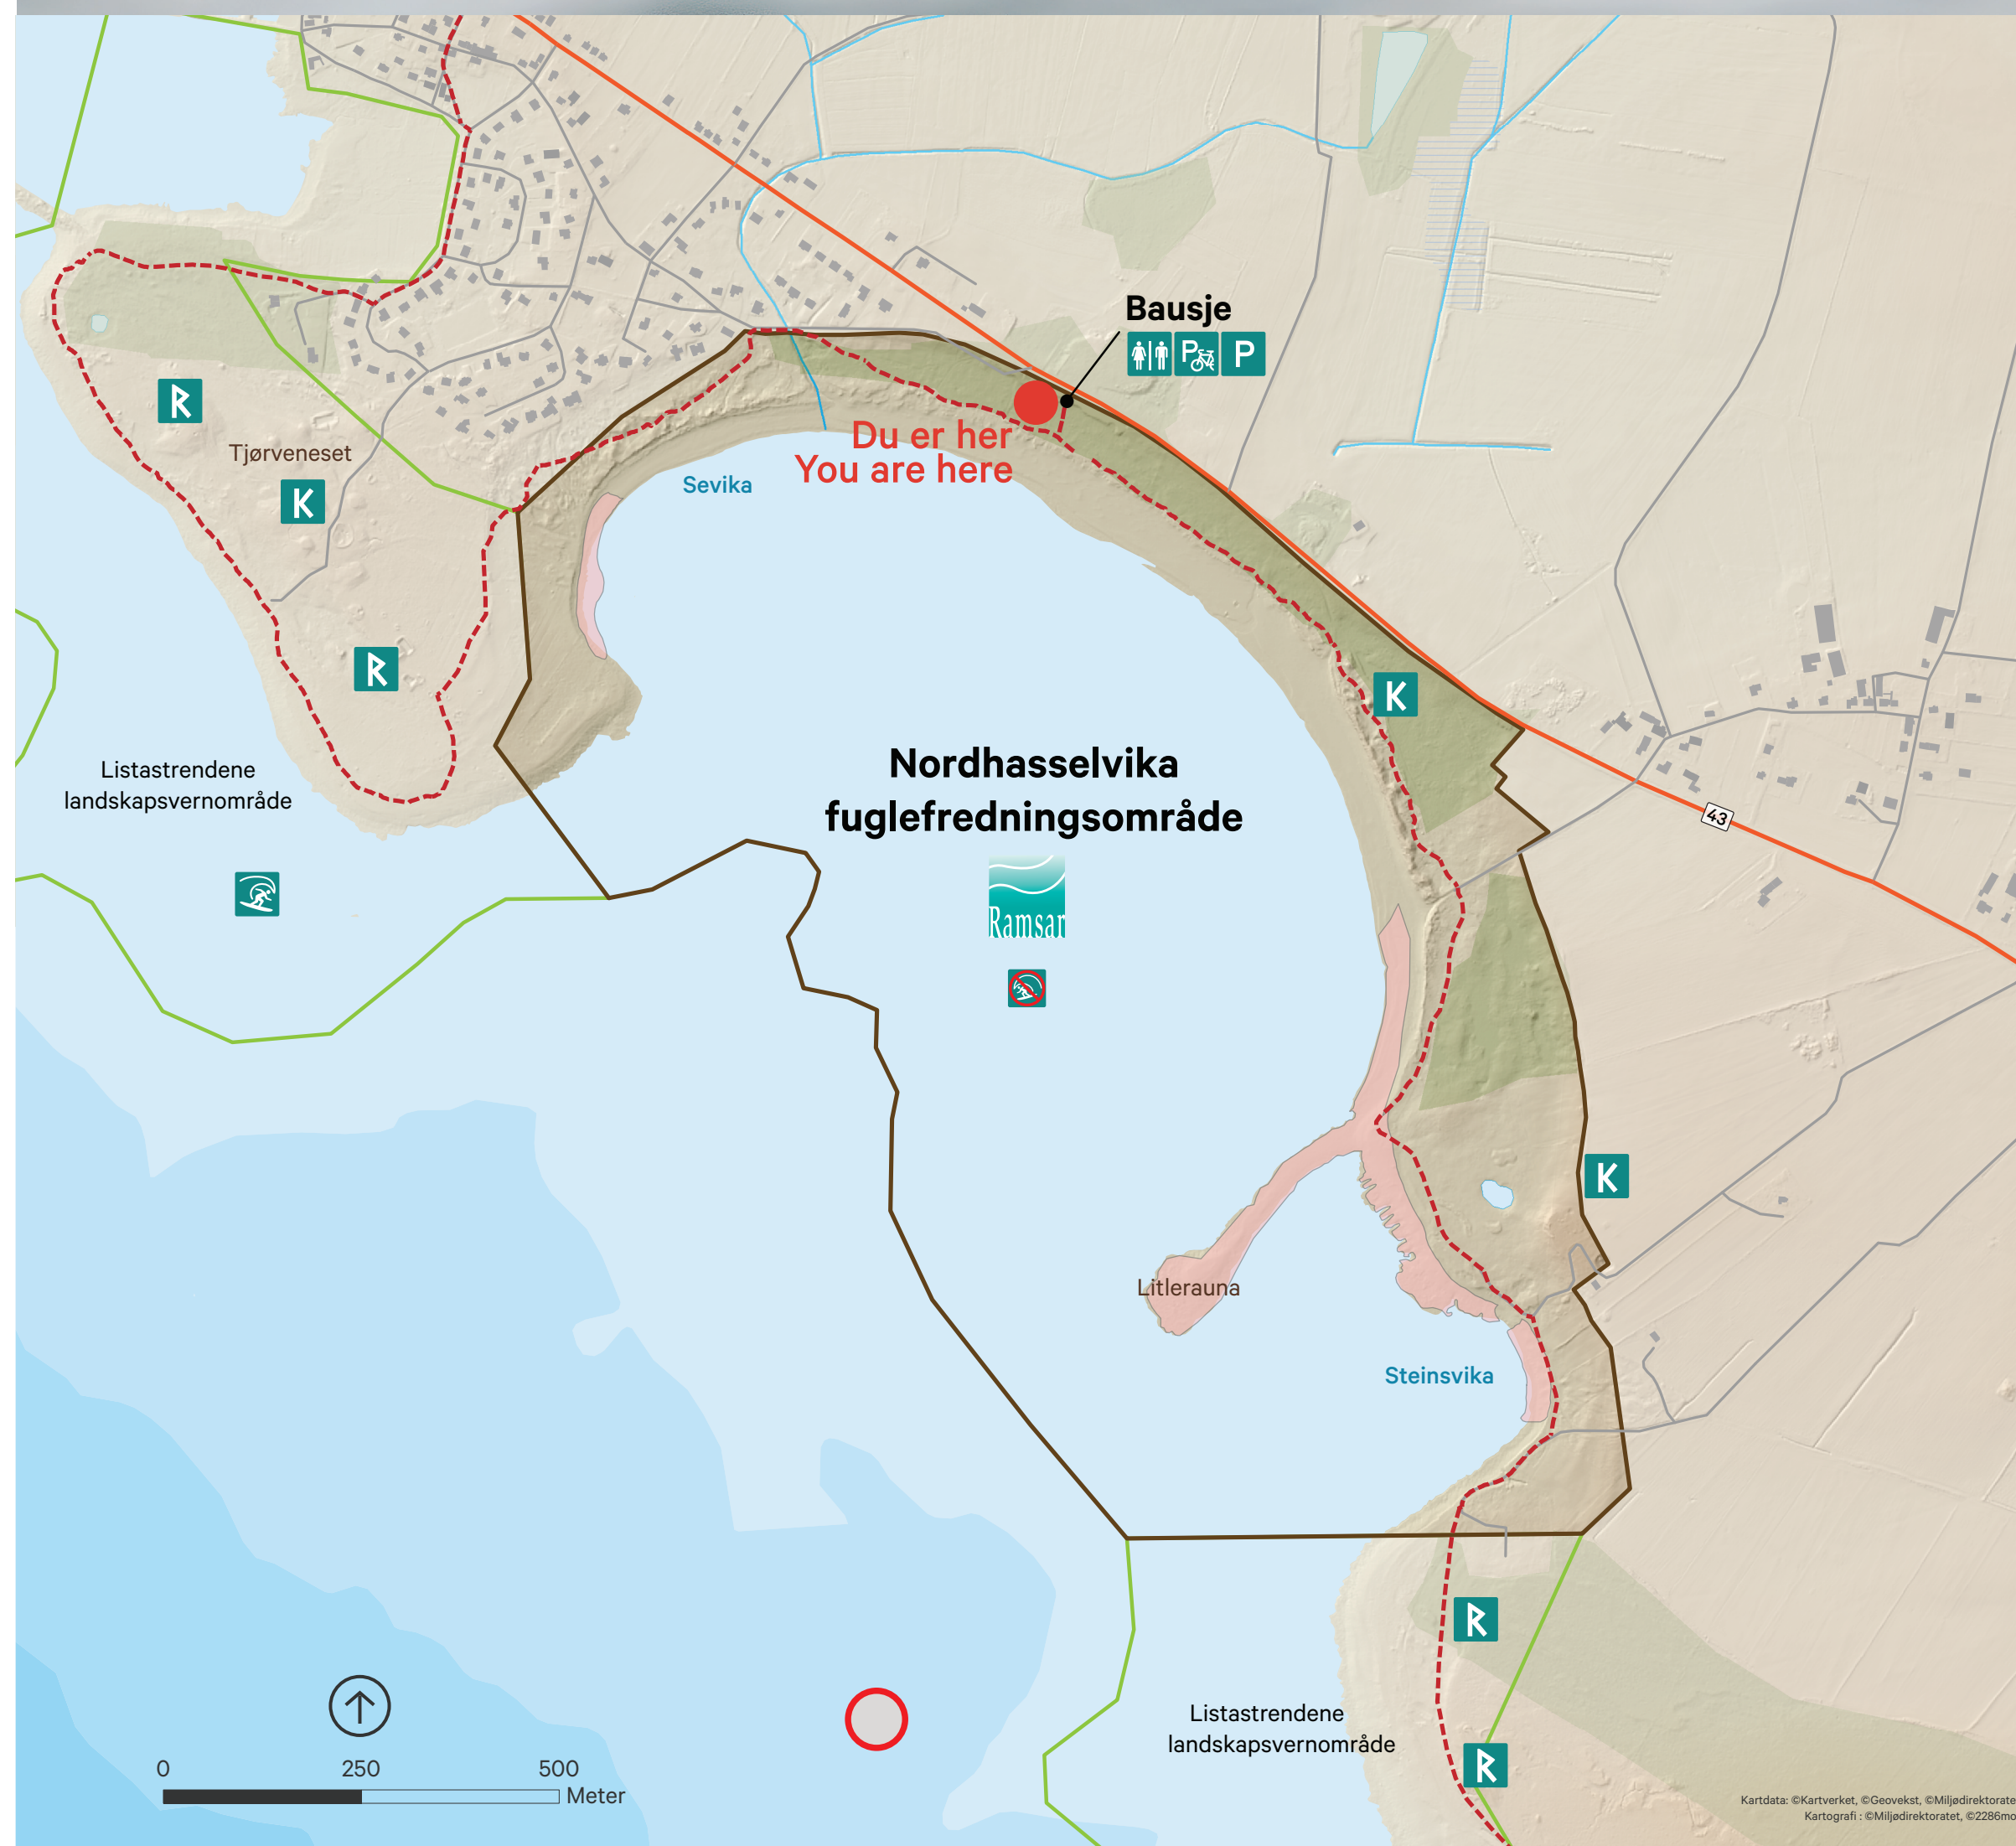 Bausje
P
P
Du er her
You are here
Sevika
R
Tjørveneset
K
R
K
Listastrendene
landskapsvernområde
Nordhasselvika
fuglefredningsområde
Ramsar
43
K
Litlerauna
Steinsvika
R
Listastrendene
landskapsvernområde
R
0 250 500
Meter
Kartdata: ©Kartverket, ©Geovekst, ©Miljødirektorate
Kartografi : ©Miljødirektoratet, ©2286mo